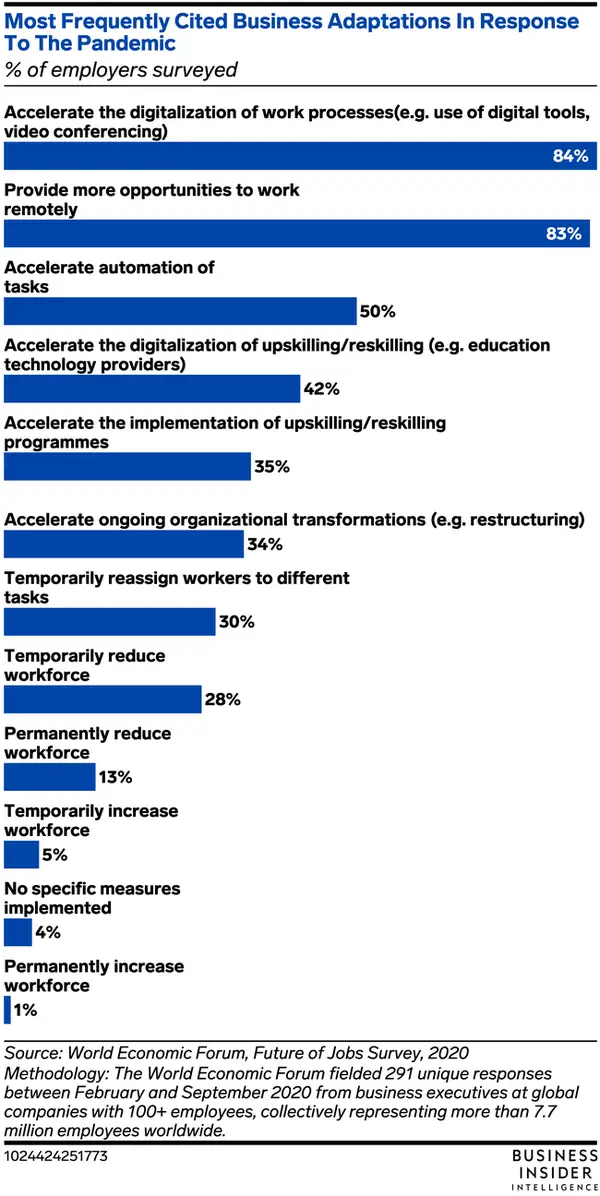 Most Frequently Cited Business Adaptations In Response
To The Pandemic
% of employers surveyed
Accelerate the digitalization of work processes(e.g. use of digital tools,
video conferencing)
84%
Provide more opportunities to work
remotely
83%
Accelerate automation of
tasks
50%
Accelerate the digitalization of upskilling/reskilling (e.g. education
technology providers)
42%
Accelerate the implementation of upskilling/reskilling
programmes
35%
Accelerate ongoing organizational transformations (e.g. restructuring)
34%
Temporarily reassign workers to different
tasks
30%
Temporarily reduce
workforce
28%
Permanently reduce
workforce
13%
Temporarily increase
workforce
5%
No specific measures
implemented
4%
Permanently increase
workforce
1%
Source: World Economic Forum, Future of Jobs Survey, 2020
Methodology: The World Economic Forum fielded 291 unique responses
between February and September 2020 from business executives at global
companies with 100+ employees, collectively representing more than 7.7
million employees worldwide.
1024424251773
BUSINESS
INSIDER
INTELLIGENCE